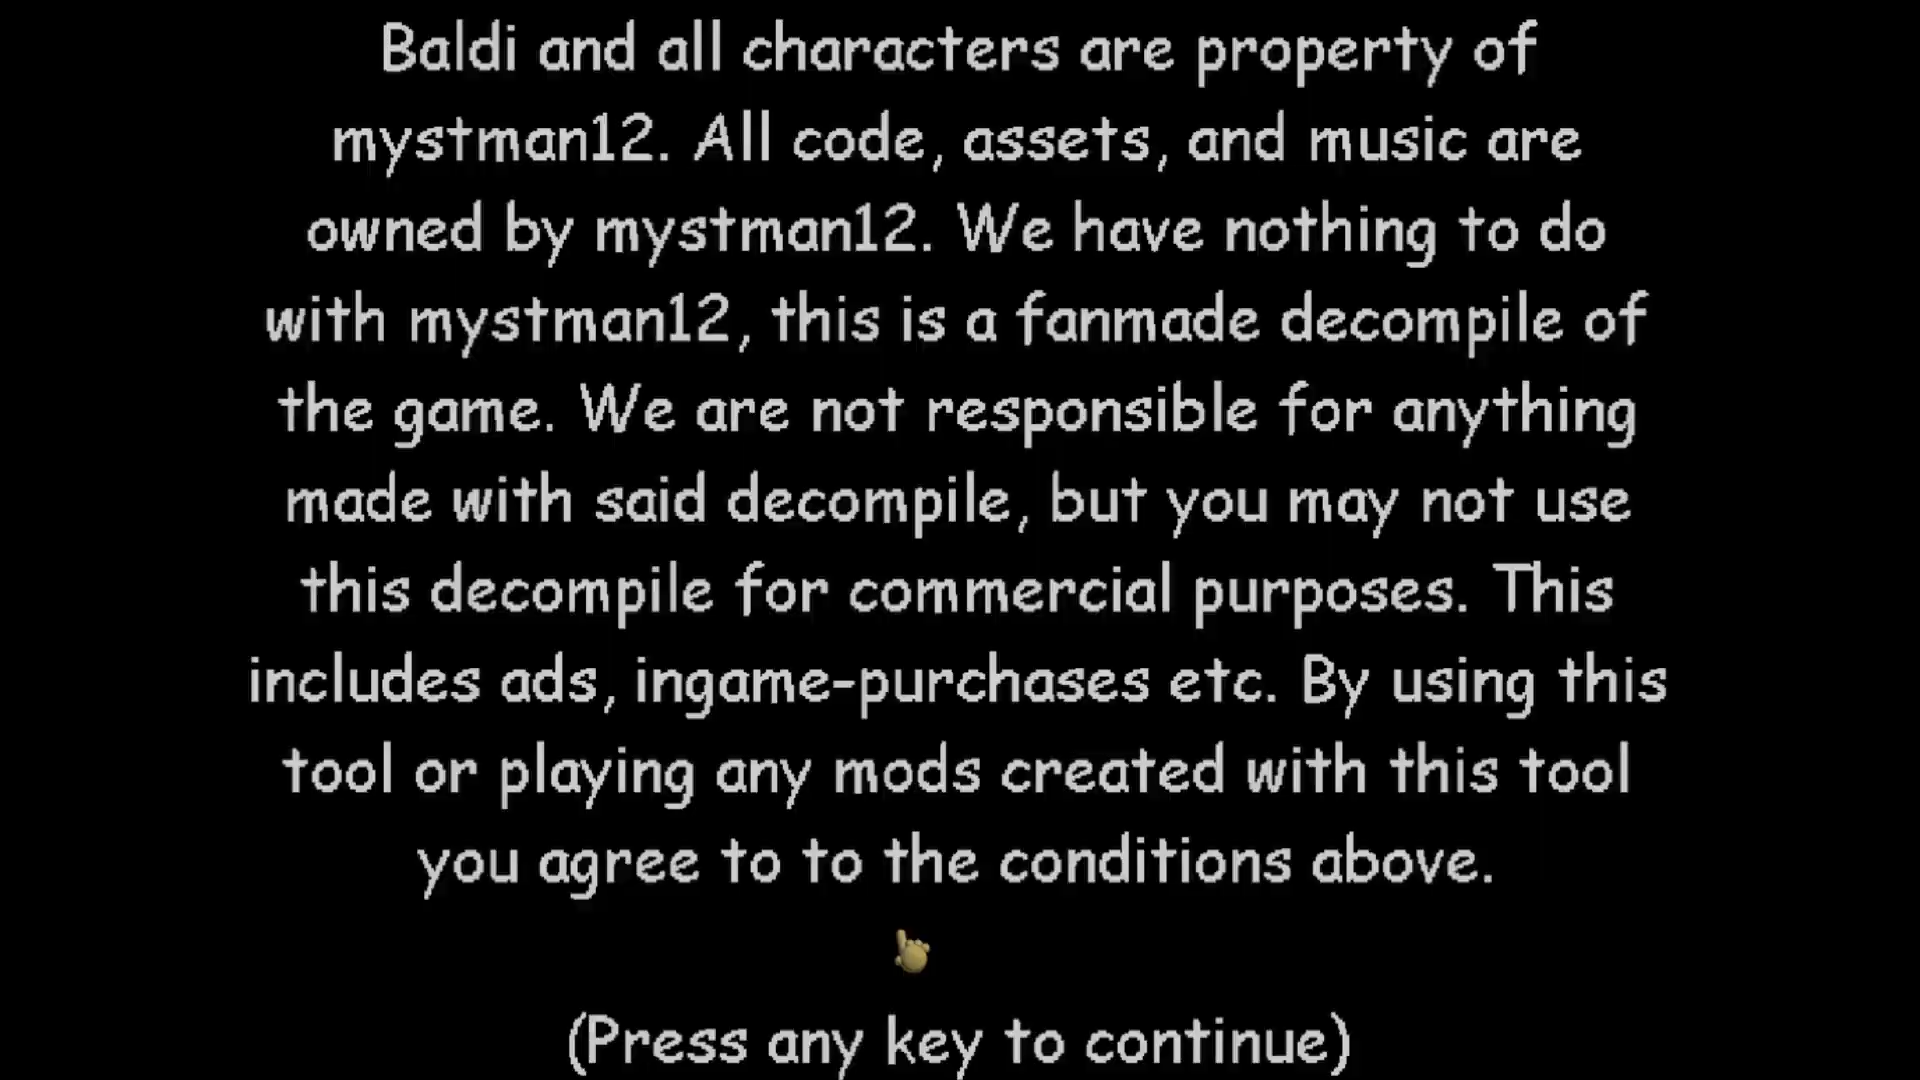 Baldi and all characters are property of
mystman12. All code, assets, and music are
owned by mystman12. We have nothing to do
with mystman12, this is a fanmade decompile of
the game. We are not responsible for anything
made with said decompile, but you may not use
this decompile for commercial purposes. This
includes ads, ingame-purchases etc. By using this
tool or playing any mods created with this tool
you agree to to the conditions above.
(Press any key to continue)